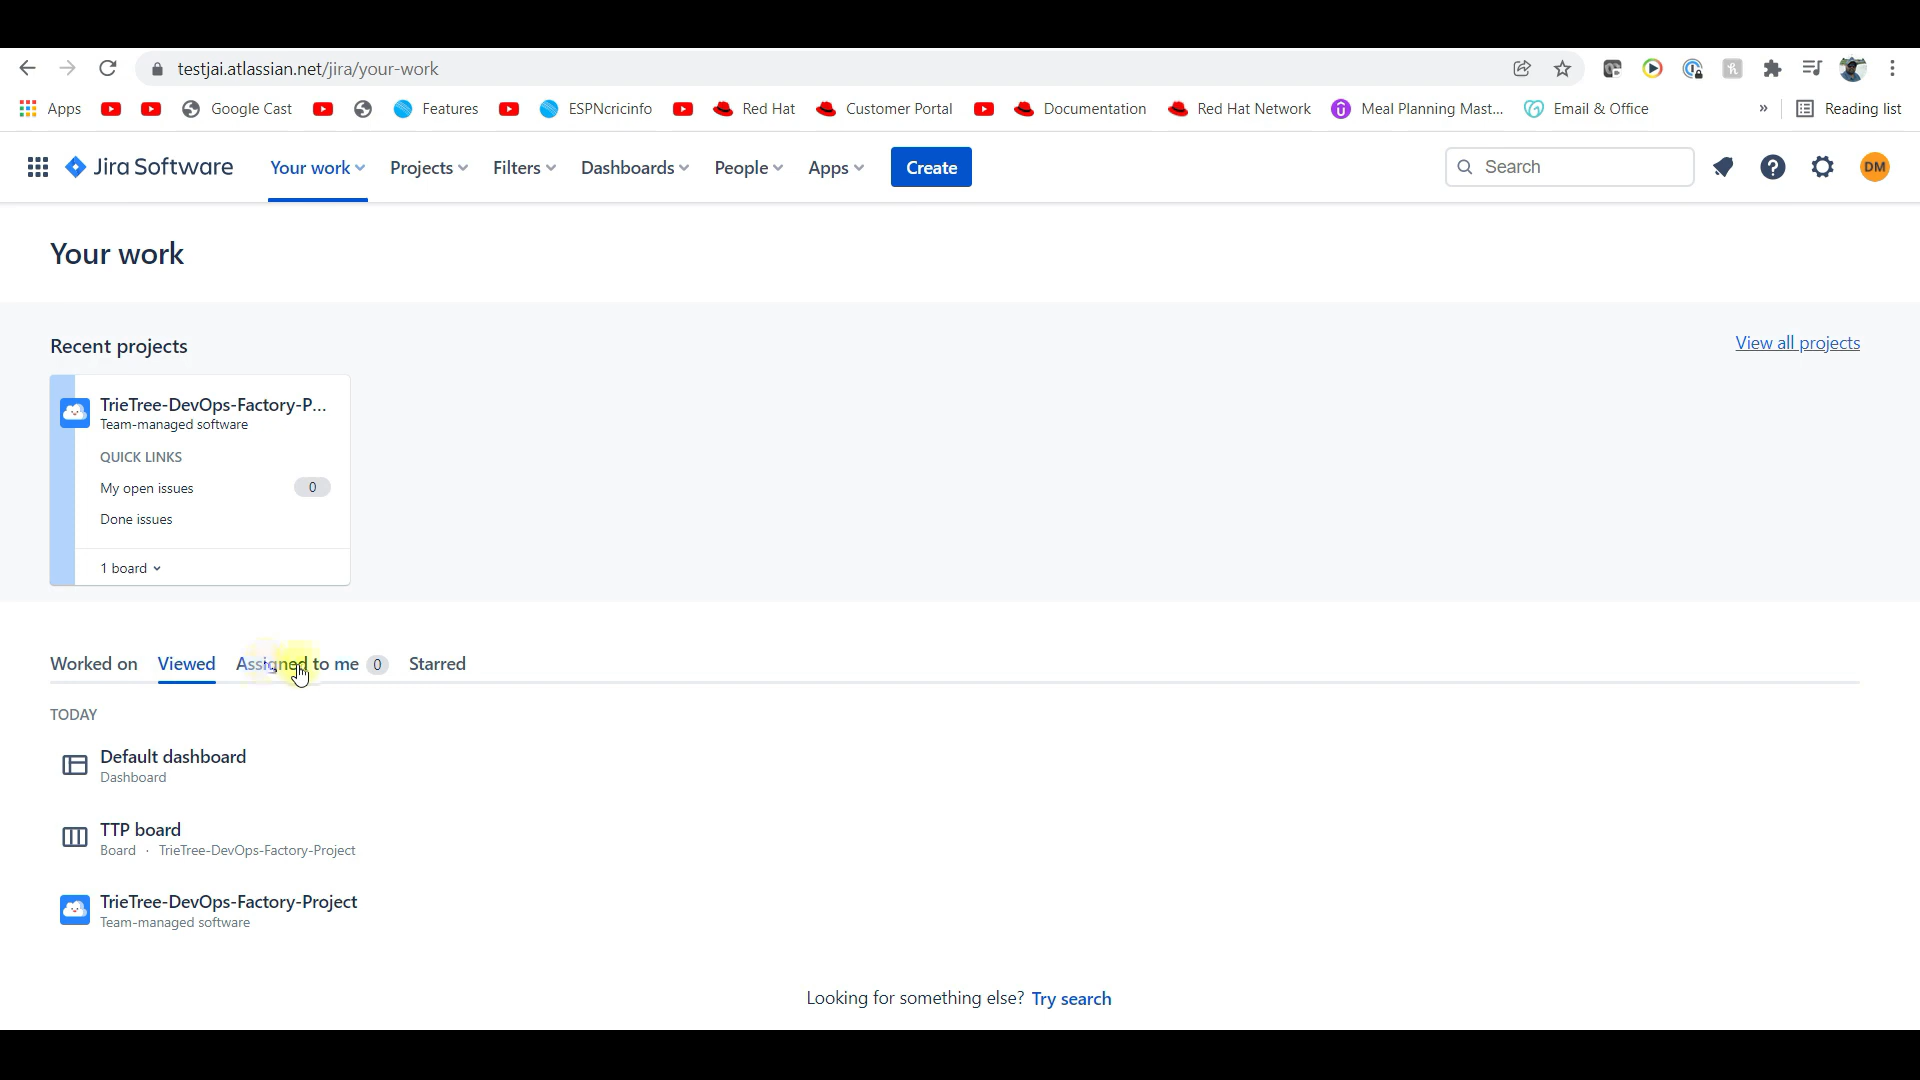 testjai.atlassian.net/jira/your-work
Apps Google Cast Features ESPNcricinfo Red Hat Customer Portal Documentation Red Hat Network Meal Planning Mast... Email & Office » Reading list
Jira Software Your work Projects Filters Dashboards People Apps Create Search DM
Your work
Recent projects View all projects
TrieTree-DevOps-Factory-P...
Team-managed software
QUICK LINKS
My open issues 0
Done issues
1 board
Worked on Viewed Assigned to me 0 Starred
TODAY
Default dashboard
Dashboard
TTP board
Board · TrieTree-DevOps-Factory-Project
TrieTree-DevOps-Factory-Project
Team-managed software
Looking for something else? Try search